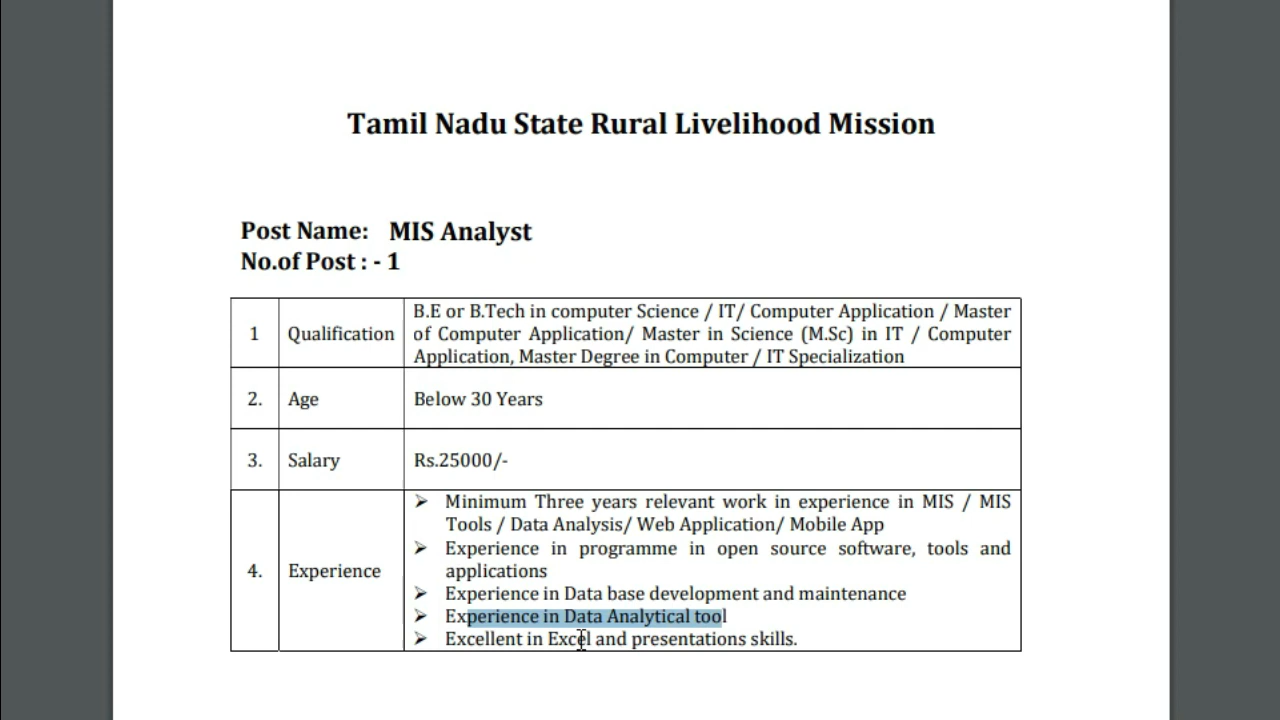 Tamil Nadu State Rural Livelihood Mission
Post Name: MIS Analyst
No.of Post : - 1
1 Qualification B.E or B.Tech in computer Science / IT/ Computer Application / Master
of Computer Application/ Master in Science (M.Sc) in IT / Computer
Application, Master Degree in Computer / IT Specialization
2. Age Below 30 Years
3. Salary Rs.25000/-
4. Experience
➢ Minimum Three years relevant work in experience in MIS / MIS
Tools / Data Analysis/ Web Application/ Mobile App
➢ Experience in programme in open source software, tools and
applications
➢ Experience in Data base development and maintenance
➢ Experience in Data Analytical tool
➢ Excellent in Excel and presentations skills.